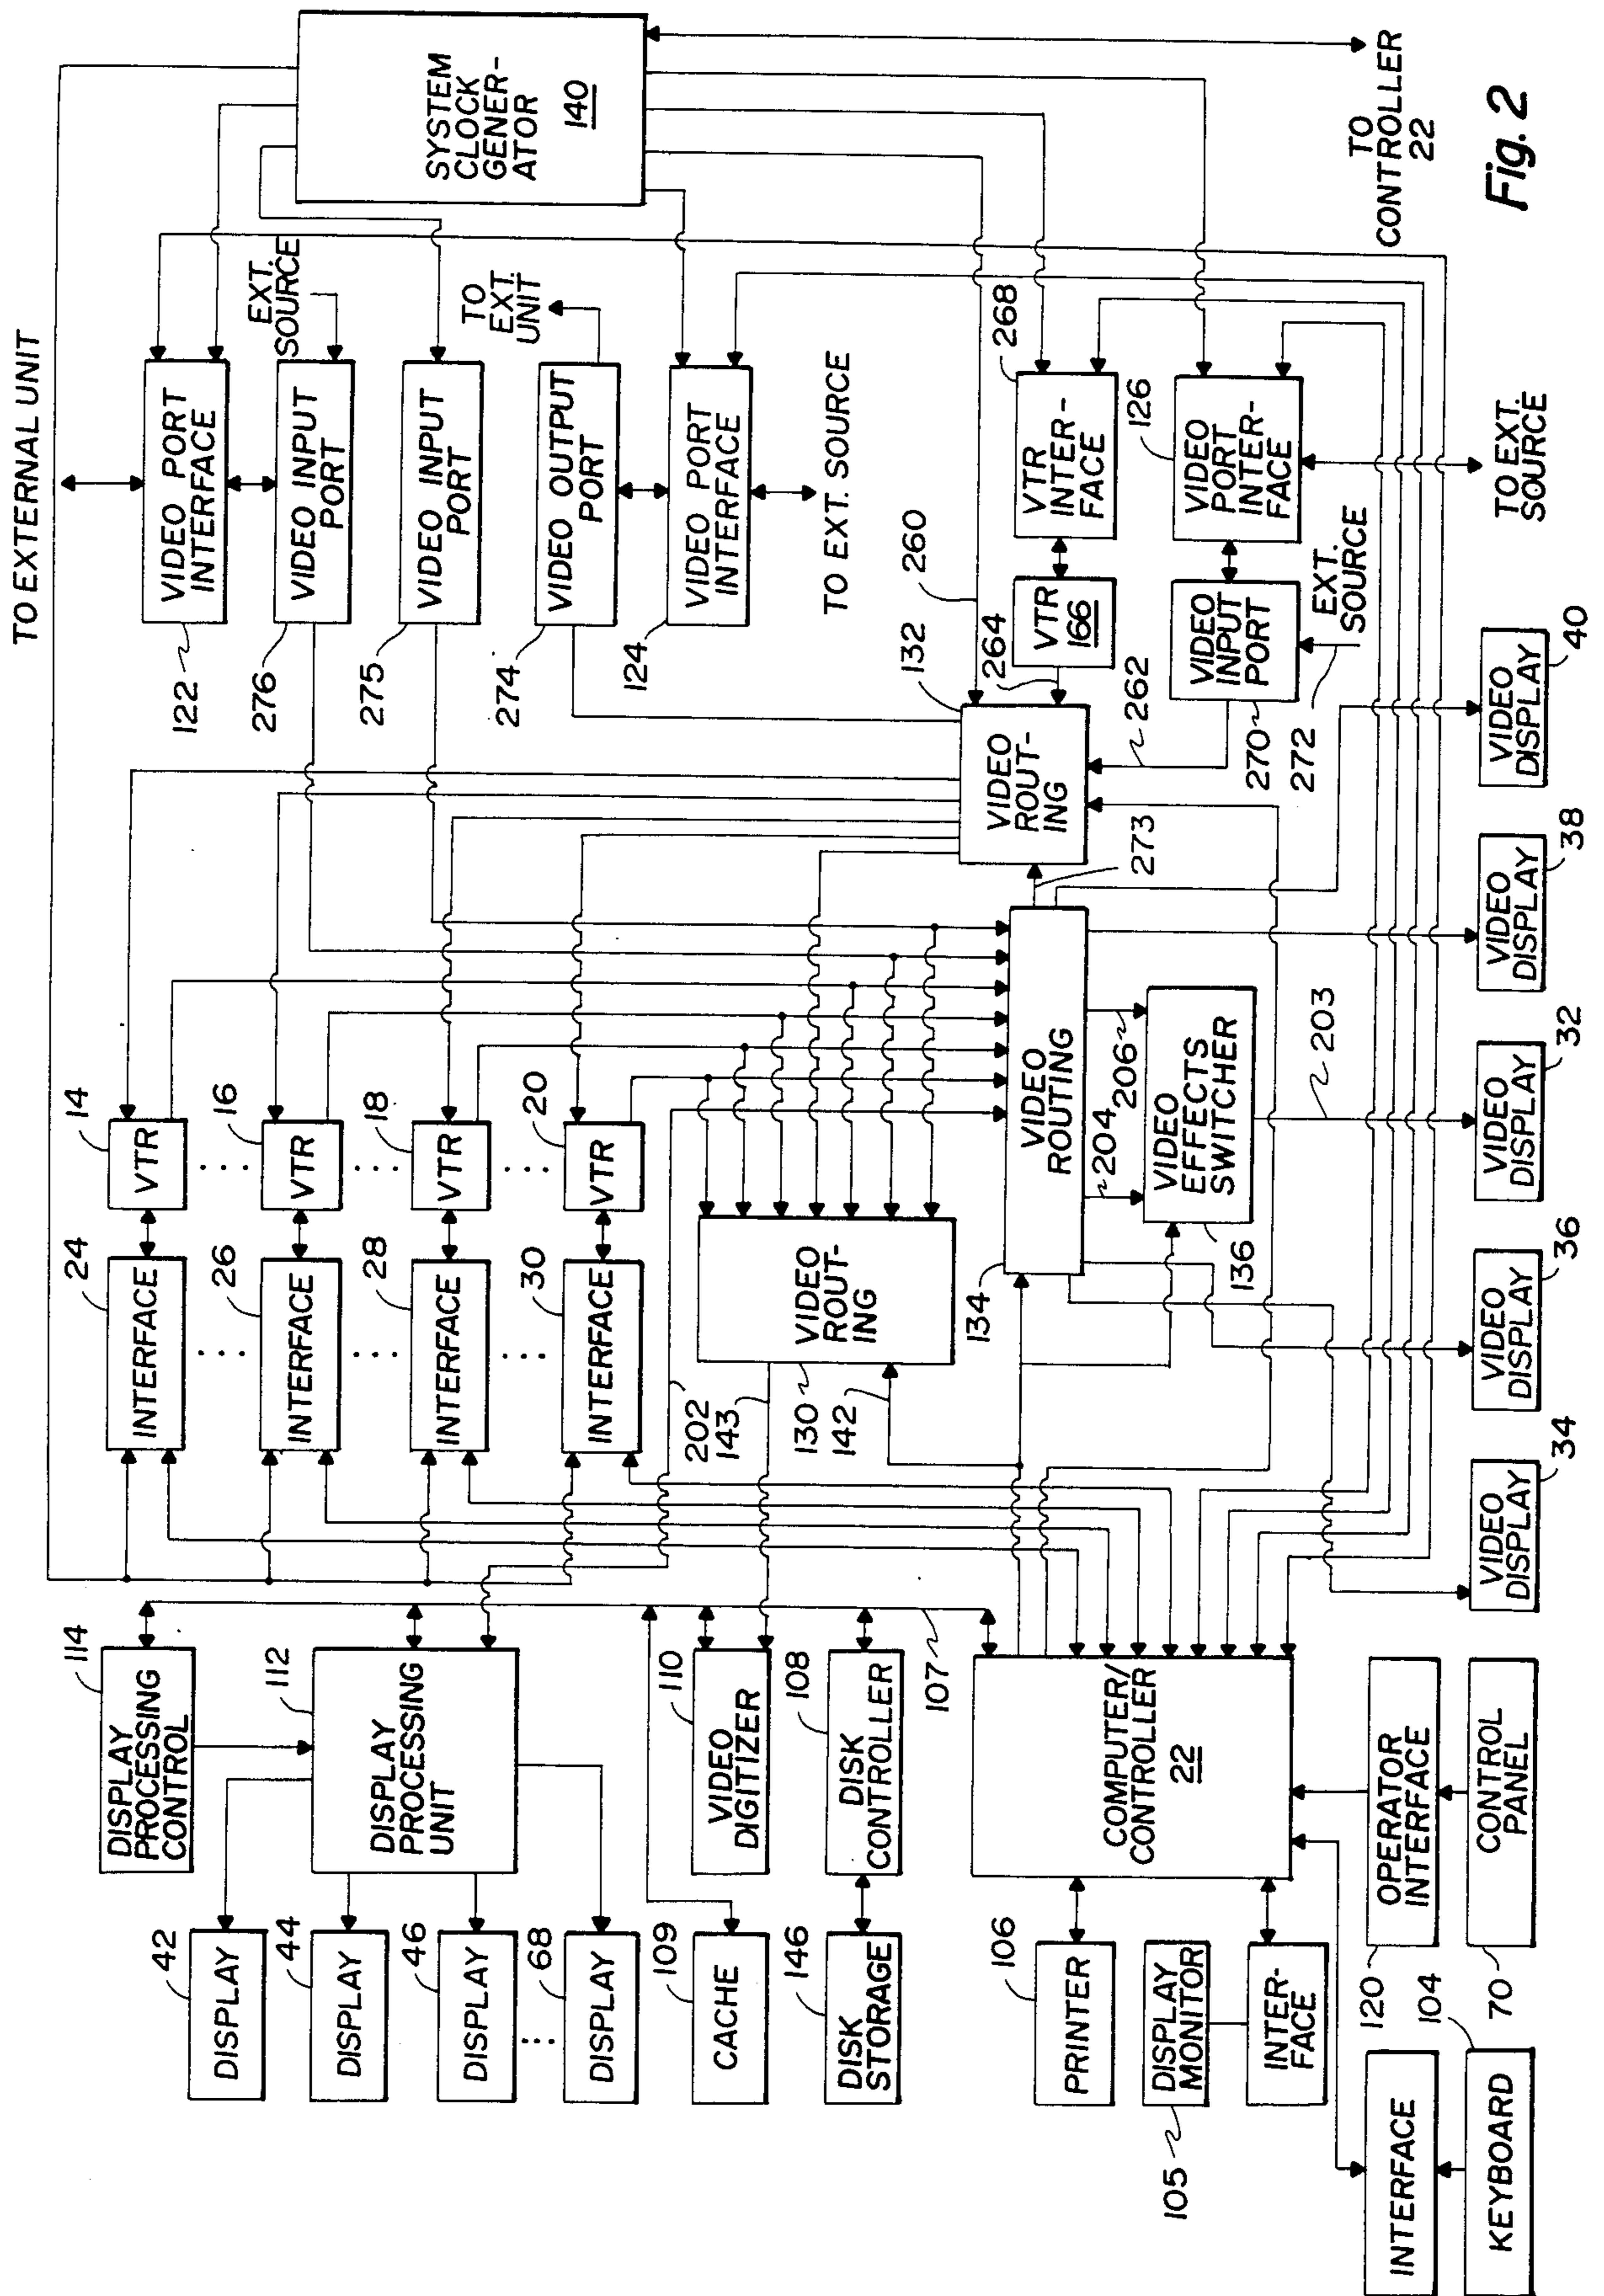 TO EXTERNAL UNIT
114
DISPLAY
PROCESSING
CONTROL
24
INTERFACE
14
VTR
122
VIDEO PORT
INTERFACE
SYSTEM
CLOCK
GENER-
ATOR
140
42
DISPLAY
112
DISPLAY
PROCESSING
UNIT
26
INTERFACE
16
VTR
276
VIDEO INPUT
PORT
EXT.
SOURCE
44
DISPLAY
28
INTERFACE
18
VTR
275
VIDEO INPUT
PORT
46
DISPLAY
30
INTERFACE
20
VTR
274
VIDEO OUTPUT
PORT
TO
EXT.
UNIT
68
DISPLAY
124
VIDEO PORT
INTERFACE
109
CACHE
110
VIDEO
DIGITIZER
202
143
130
142
VIDEO
ROUT-
ING
TO EXT. SOURCE
146
DISK
STORAGE
108
DISK
CONTROLLER
107
132
VIDEO
ROUT-
ING
260
264
VTR
166
268
VTR
INTER-
FACE
134
VIDEO
ROUTING
273
262
106
PRINTER
COMPUTER/
CONTROLLER
22
204
206
VIDEO
EFFECTS
SWITCHER
136
270
VIDEO
INPUT
PORT
126
VIDEO
PORT
INTER-
FACE
272
EXT.
SOURCE
105
DISPLAY
MONITOR
INTER-
FACE
203
TO
CONTROLLER
22
INTERFACE
120
OPERATOR
INTERFACE
104
KEYBOARD
70
CONTROL
PANEL
VIDEO
DISPLAY
34
VIDEO
DISPLAY
36
VIDEO
DISPLAY
32
VIDEO
DISPLAY
38
VIDEO
DISPLAY
40
TO EXT.
SOURCE
Fig. 2